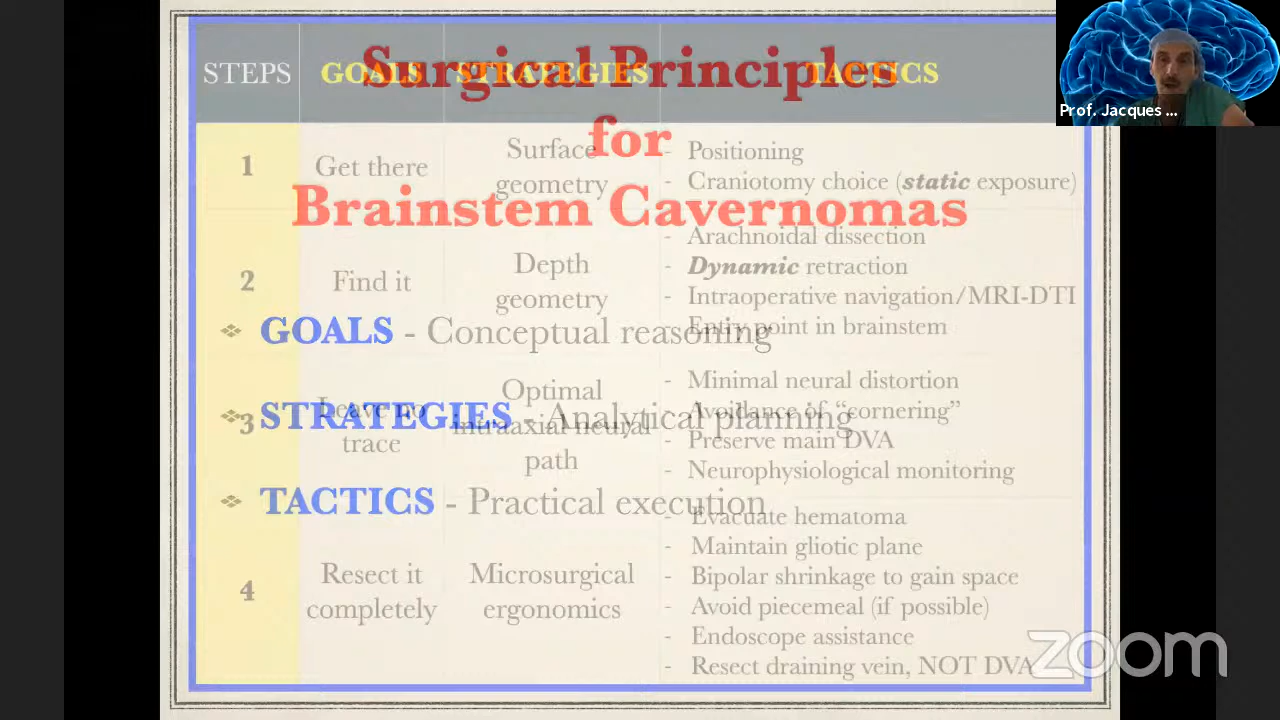 Surgical Principles
for
Brainstem Cavernomas
❖ GOALS - Conceptual reasoning
❖ STRATEGIES - Analytical planning
❖ TACTICS - Practical execution
STEPS GOALS STRATEGIES TACTICS
1
Get there
Surface
geometry
- Positioning
- Craniotomy choice (static exposure)
2
Find it
Depth
geometry
- Arachnoidal dissection
- Dynamic retraction
- Intraoperative navigation/MRI-DTI
- Entry point in brainstem
3
Leave no
trace
Optimal
intraaxial neural
path
- Minimal neural distortion
- Avoidance of “cornering”
- Preserve main DVA
- Neurophysiological monitoring
4
Resect it
completely
Microsurgical
ergonomics
- Evacuate hematoma
- Maintain gliotic plane
- Bipolar shrinkage to gain space
- Avoid piecemeal (if possible)
- Endoscope assistance
- Resect draining vein, NOT DVA
Prof. Jacques ...
zoom